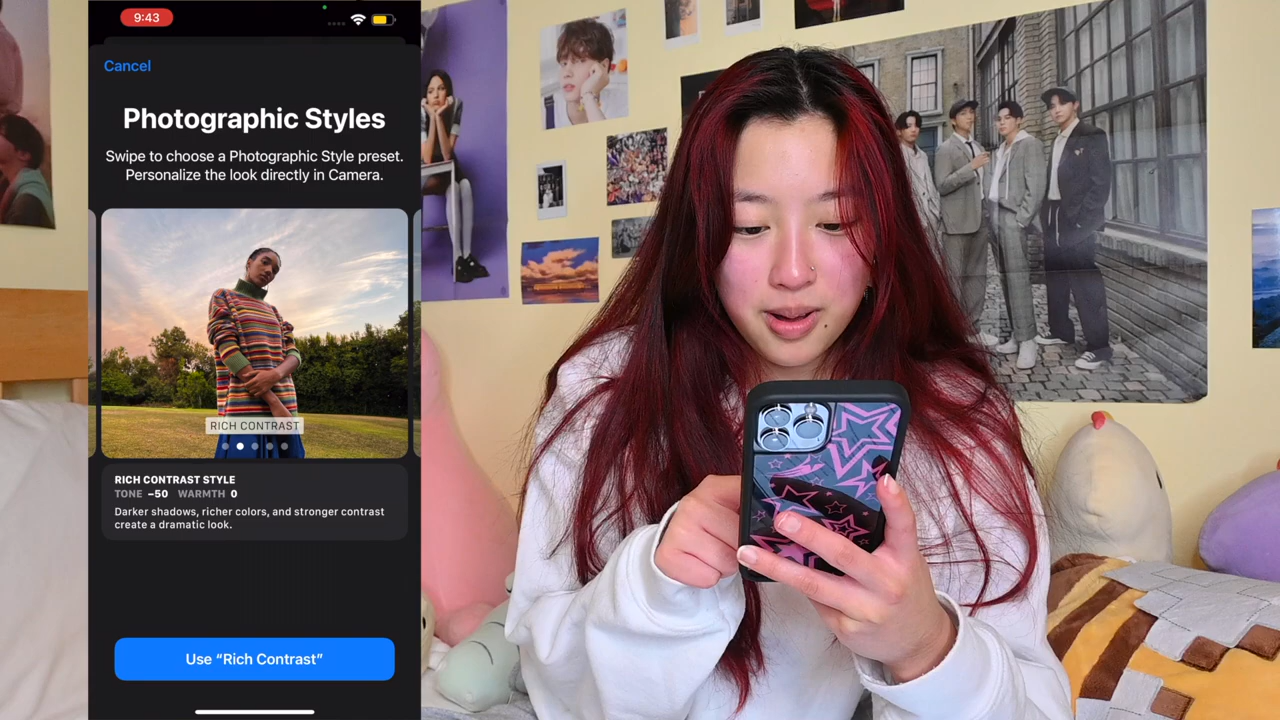 9:43
Cancel
Photographic Styles
Swipe to choose a Photographic Style preset.
Personalize the look directly in Camera.
RICH CONTRAST
RICH CONTRAST STYLE
TONE –50 WARMTH 0
Darker shadows, richer colors, and stronger contrast
create a dramatic look.
Use “Rich Contrast”